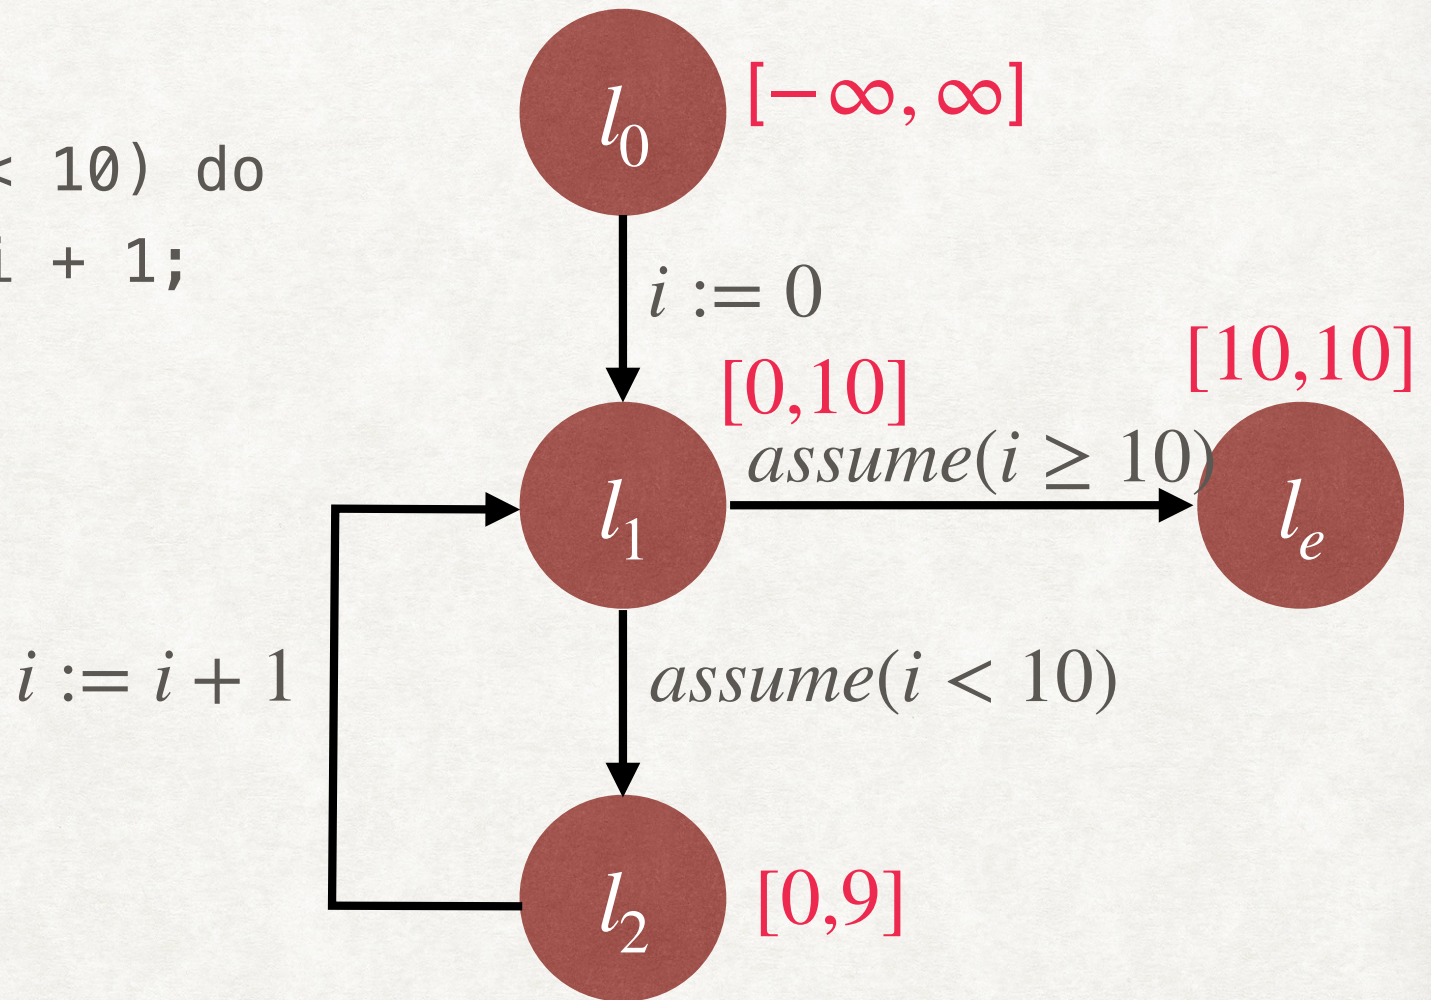 l₀
[−∞, ∞]
< 10) do
i + 1;
i := 0
[0,10]
[10,10]
assume(i ≥ 10)
l₁
lₑ
i := i + 1
assume(i < 10)
l₂
[0,9]